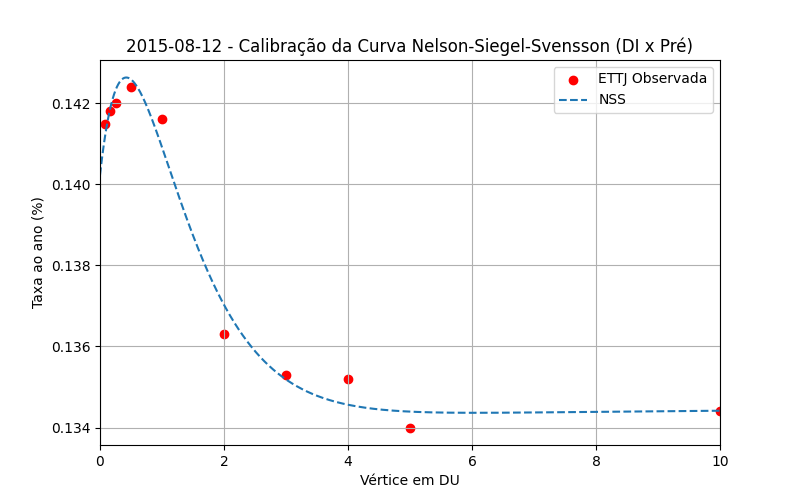 2015-08-12 - Calibração da Curva Nelson-Siegel-Svensson (DI x Pré)
ETTJ Observada
NSS
Taxa ao ano (%)
0.142
0.140
0.138
0.136
0.134
0 2 4 6 8 10
Vértice em DU